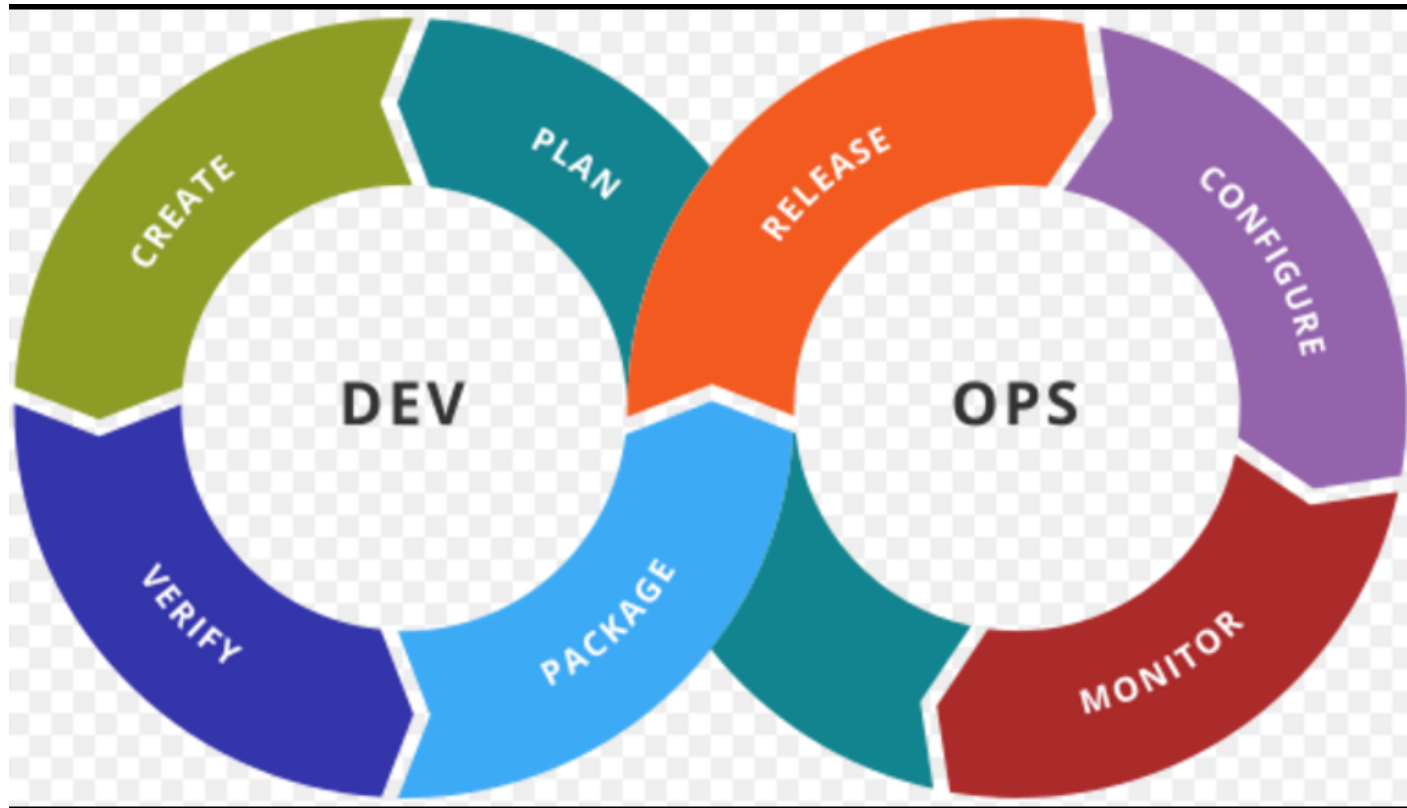 PLAN
CREATE
VERIFY
PACKAGE
RELEASE
CONFIGURE
MONITOR
DEV
OPS